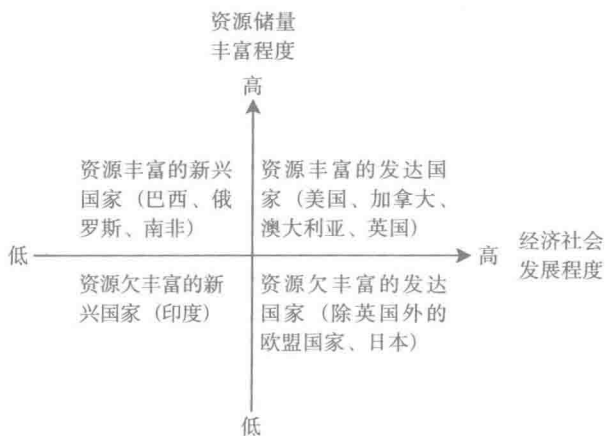 资源储量
丰富程度
高
资源丰富的新兴
国家（巴西、俄
罗斯、南非）
资源丰富的发达国
家（美国、加拿大、
澳大利亚、英国）
低
高
经济社会
发展程度
资源欠丰富的新
兴国家（印度）
资源欠丰富的发达
国家（除英国外的
欧盟国家、日本）
低